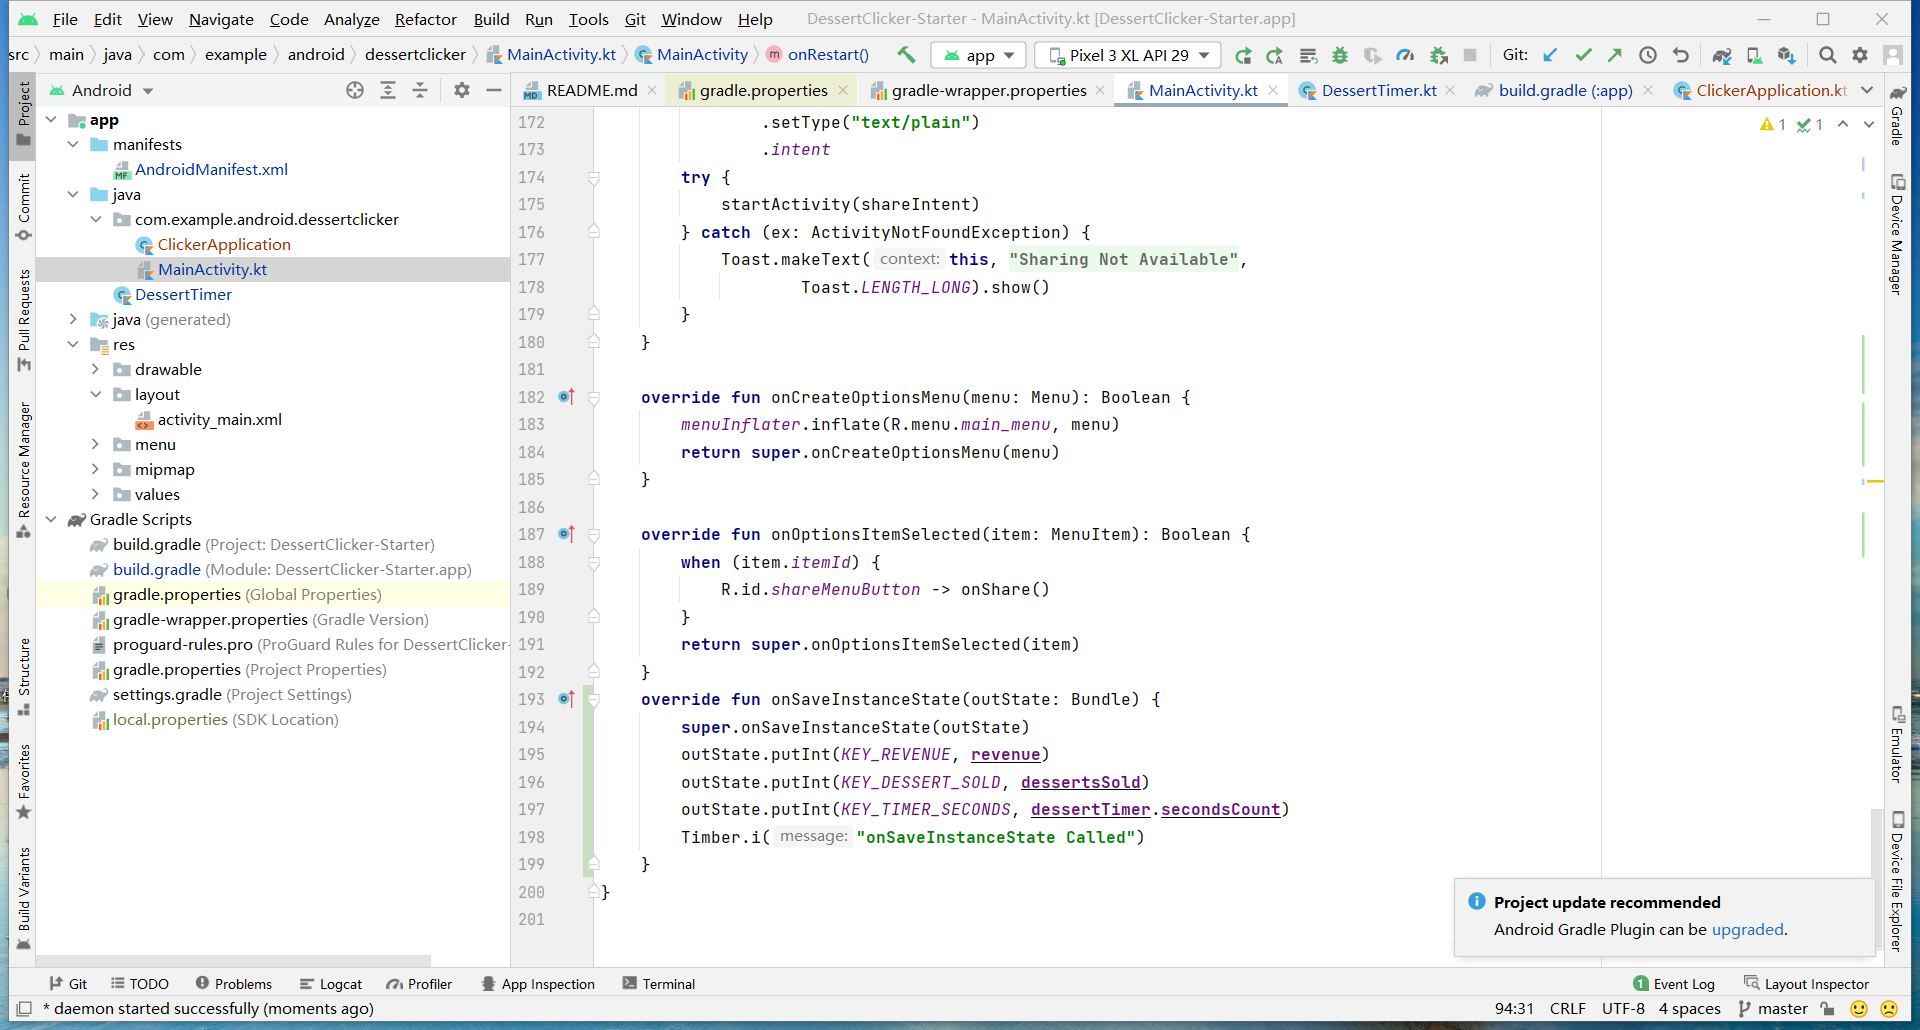 File Edit View Navigate Code Analyze Refactor Build Run Tools Git Window Help DessertClicker-Starter - MainActivity.kt [DessertClicker-Starter.app]
src main java com example android dessertclicker MainActivity.kt MainActivity onRestart() app Pixel 3 XL API 29 Git:
Android README.md gradle.properties gradle-wrapper.properties MainActivity.kt DessertTimer.kt build.gradle (:app) ClickerApplication.kt
Project
Commit
Pull Requests
Resource Manager
Structure
Favorites
Build Variants
app
manifests
AndroidManifest.xml
java
com.example.android.dessertclicker
ClickerApplication
MainActivity.kt
DessertTimer
java (generated)
res
drawable
layout
activity_main.xml
menu
mipmap
values
Gradle Scripts
build.gradle (Project: DessertClicker-Starter)
build.gradle (Module: DessertClicker-Starter.app)
gradle.properties (Global Properties)
gradle-wrapper.properties (Gradle Version)
proguard-rules.pro (ProGuard Rules for DessertClicker-
gradle.properties (Project Properties)
settings.gradle (Project Settings)
local.properties (SDK Location)
172 .setType("text/plain")
173 .intent
174 try {
175 startActivity(shareIntent)
176 } catch (ex: ActivityNotFoundException) {
177 Toast.makeText( context: this, "Sharing Not Available",
178 Toast.LENGTH_LONG).show()
179 }
180 }
181
182 override fun onCreateOptionsMenu(menu: Menu): Boolean {
183 menuInflater.inflate(R.menu.main_menu, menu)
184 return super.onCreateOptionsMenu(menu)
185 }
186
187 override fun onOptionsItemSelected(item: MenuItem): Boolean {
188 when (item.itemId) {
189 R.id.shareMenuButton -> onShare()
190 }
191 return super.onOptionsItemSelected(item)
192 }
193 override fun onSaveInstanceState(outState: Bundle) {
194 super.onSaveInstanceState(outState)
195 outState.putInt(KEY_REVENUE, revenue)
196 outState.putInt(KEY_DESSERT_SOLD, dessertsSold)
197 outState.putInt(KEY_TIMER_SECONDS, dessertTimer.secondsCount)
198 Timber.i( message: "onSaveInstanceState Called")
199 }
200 }
201
1 1
Gradle
Device Manager
Emulator
Device File Explorer
Project update recommended
Android Gradle Plugin can be upgraded.
Git TODO Problems Logcat Profiler App Inspection Terminal 1 Event Log Layout Inspector
* daemon started successfully (moments ago) 94:31 CRLF UTF-8 4 spaces master